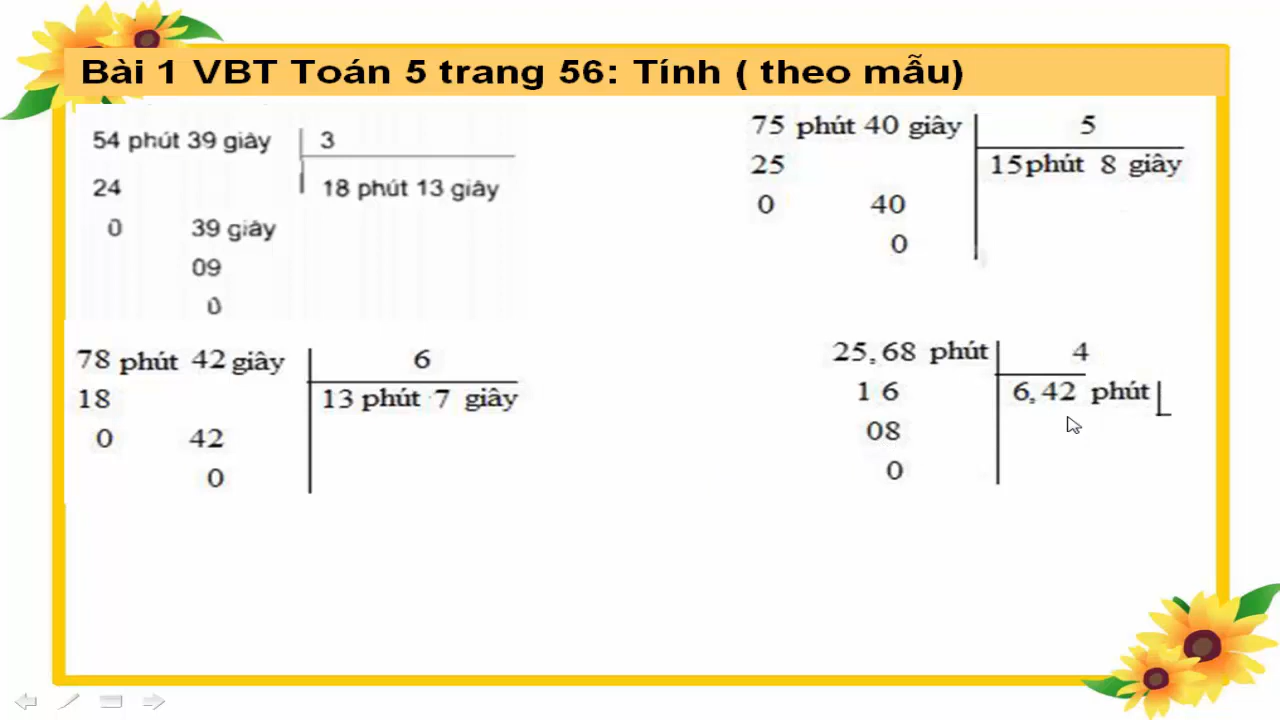 Bài 1 VBT Toán 5 trang 56: Tính ( theo mẫu)
54 phút 39 giây 3
24 18 phút 13 giây
0 39 giây
09
0
75 phút 40 giây 5
25 15 phút 8 giây
0 40
0
78 phút 42 giây 6
18 13 phút 7 giây
0 42
0
25,68 phút 4
1 6 6,42 phút
08
0